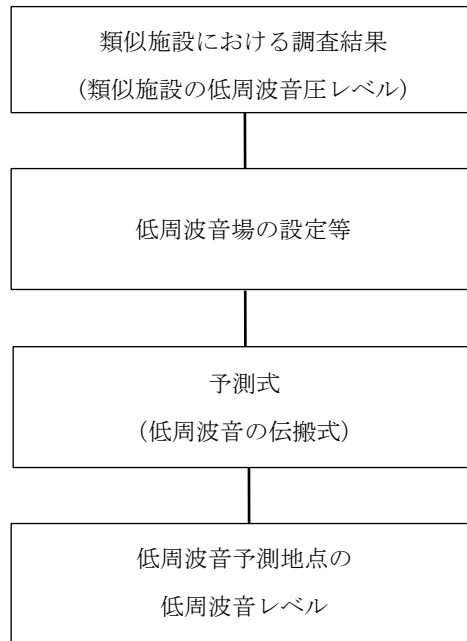 類似施設における調査結果
（類似施設の低周波音圧レベル）
低周波音場の設定等
予測式
（低周波音の伝搬式）
低周波音予測地点の
低周波音レベル